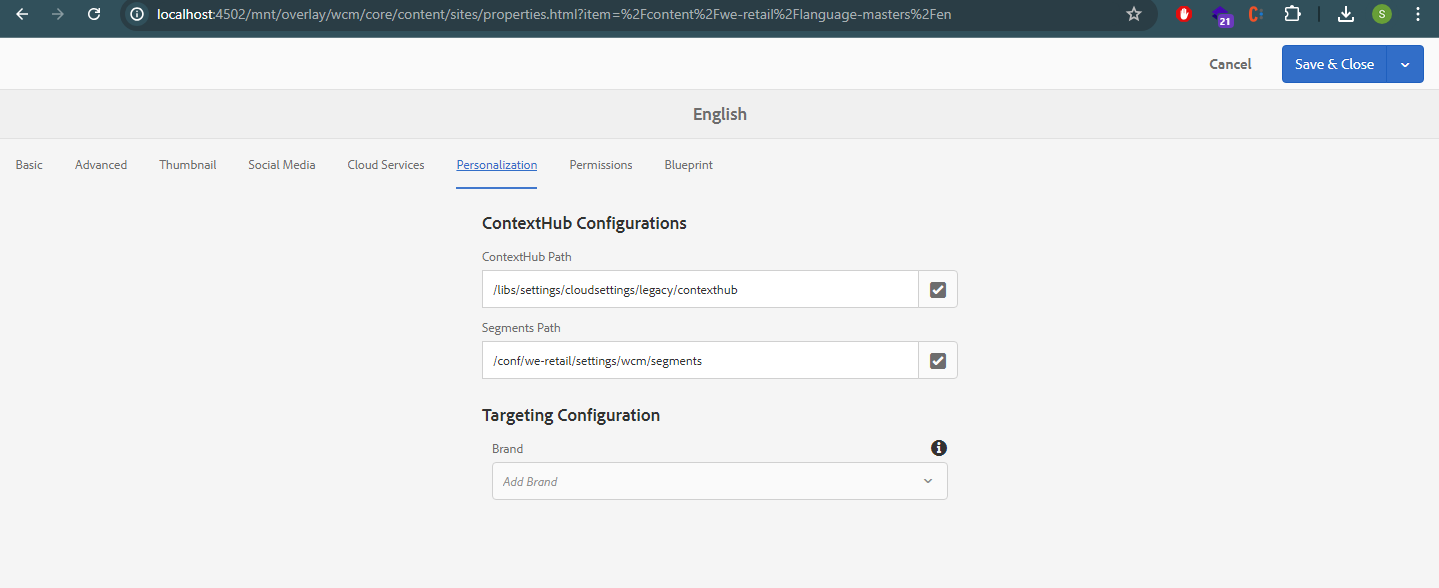 localhost:4502/mnt/overlay/wcm/core/content/sites/properties.html?item=%2Fcontent%2Fwe-retail%2Flanguage-masters%2Fen
21
S
Cancel
Save & Close
English
Basic Advanced Thumbnail Social Media Cloud Services Personalization Permissions Blueprint
ContextHub Configurations
ContextHub Path
/libs/settings/cloudsettings/legacy/contexthub
Segments Path
/conf/we-retail/settings/wcm/segments
Targeting Configuration
Brand
Add Brand